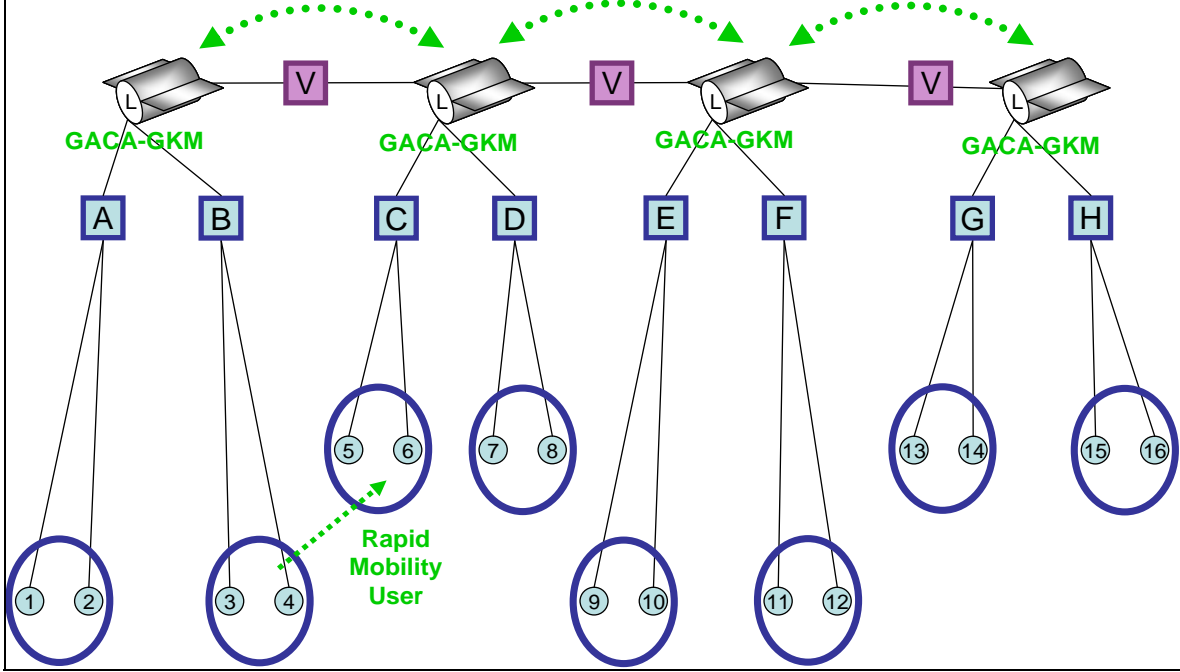 V V V
L L L L
GACA-GKM GACA-GKM GACA-GKM GACA-GKM
A B C D E F G H
5 6 7 8 13 14 15 16
Rapid
Mobility
User
1 2 3 4 9 10 11 12